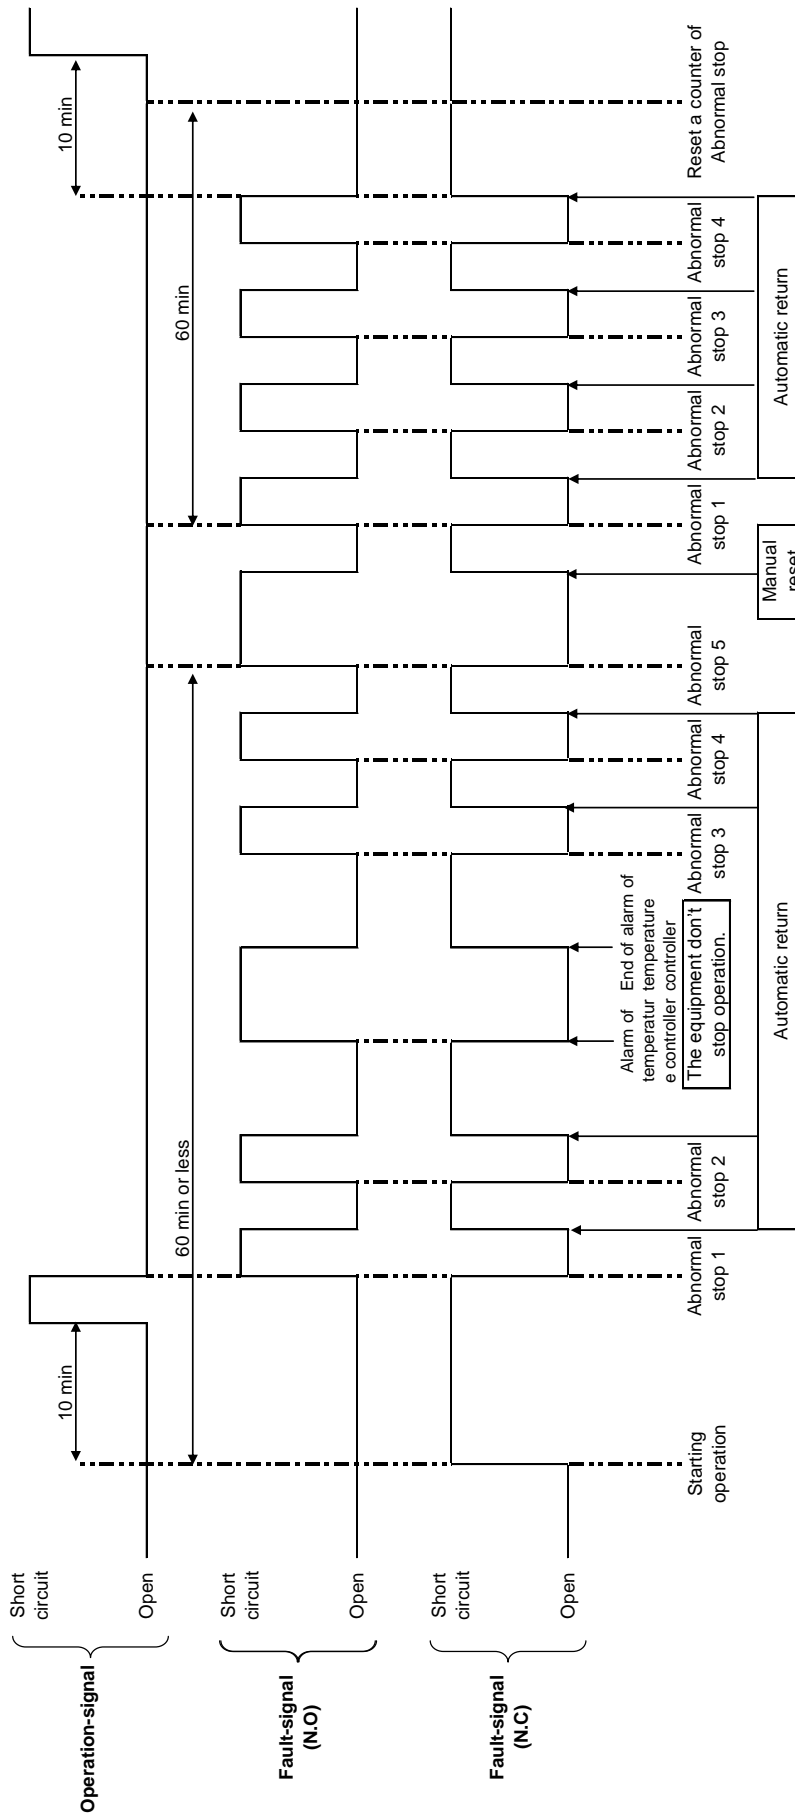 Operation-signal
Short
circuit
Open
Fault-signal
(N.O)
Short
circuit
Open
Fault-signal
(N.C)
Short
circuit
Open
10 min
60 min or less
60 min
10 min
Starting
operation
Abnormal
stop 1
Abnormal
stop 2
Alarm of
temperatur
e controller
End of alarm of
temperature
controller
The equipment don't
stop operation.
Abnormal
stop 3
Abnormal
stop 4
Abnormal
stop 5
Abnormal
stop 1
Abnormal
stop 2
Abnormal
stop 3
Abnormal
stop 4
Reset a counter of
Abnormal stop
Automatic return
Manual
reset
Automatic return